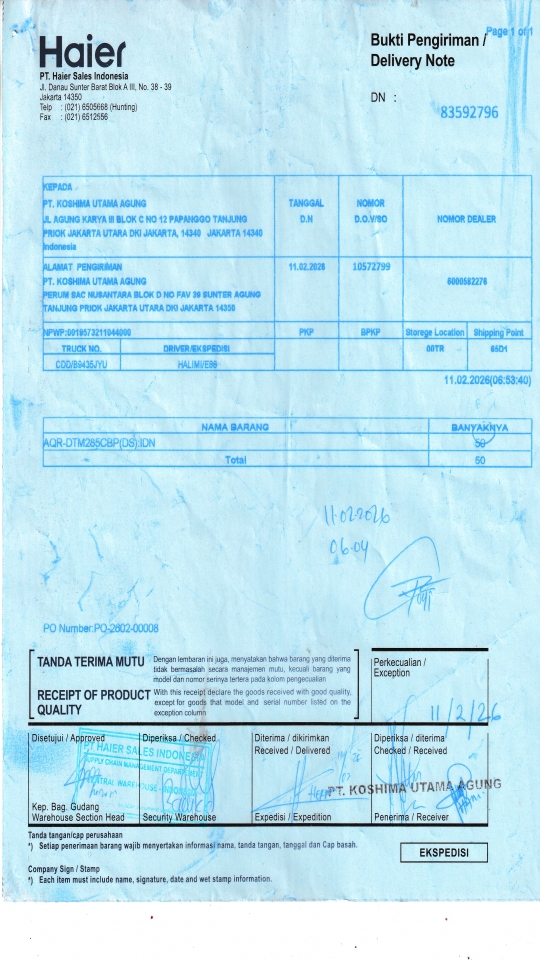 Page 1 of 1
Haier
Bukti Pengiriman /
Delivery Note
PT. Haier Sales Indonesia
Jl. Danau Sunter Barat Blok A III, No. 38 - 39
Jakarta 14350
Telp : (021) 6505668 (Hunting)
Fax : (021) 6512556
DN :
83592796
KEPADA
PT. KOSHIMA UTAMA AGUNG
JL AGUNG KARYA III BLOK C NO 12 PAPANGGO TANJUNG
PRIOK JAKARTA UTARA DKI JAKARTA, 14340 JAKARTA 14340
Indonesia
TANGGAL
D.N
NOMOR
D.O.V/SO
NOMOR DEALER
ALAMAT PENGIRIMAN
PT. KOSHIMA UTAMA AGUNG
PERUM SAC NUSANTARA BLOK D NO FAV 39 SUNTER AGUNG
TANJUNG PRIOK JAKARTA UTARA DKI JAKARTA 14350
11.02.2026
10572799
6000582276
NPWP:0019573211044000
PKP
BPKP
Storege Location
Shipping Point
TRUCK NO.
DRIVER/EKSPEDISI
00TR
65D1
CDD/B9435JYU
HALIMI/E86
11.02.2026(06:53:40)
NAMA BARANG
BANYAKNYA
AQR-DTM285CBP(DS):IDN
50
Total
50
11-02-2026
06.04
PO Number:PO-2602-00008
TANDA TERIMA MUTU
Dengan lembaran ini juga, menyatakan bahwa barang yang diterima
tidak bermasalah secara manajemen mutu, kecuali barang yang
model dan nomor serinya tertera pada kolom pengecualian
RECEIPT OF PRODUCT
QUALITY
With this receipt declare the goods received with good quality,
except for goods that model and serial number listed on the
exception column
Perkecualian /
Exception
11/2/26
Disetujui / Approved
Diperiksa / Checked
Diterima / dikirimkan
Received / Delivered
Diperiksa / diterima
Checked / Received
PT HAIER SALES INDONESIA
SUPPLY CHAIN MANAGEMENT DEPARTEMENT
PT. KOSHIMA UTAMA AGUNG
Kep. Bag. Gudang
Warehouse Section Head
Security Warehouse
Expedisi / Expedition
Penerima / Receiver
Tanda tangan/cap perusahaan
*) Setiap penerimaan barang wajib menyertakan informasi nama, tanda tangan, tanggal dan Cap basah.
EKSPEDISI
Company Sign / Stamp
*) Each item must include name, signature, date and wet stamp information.